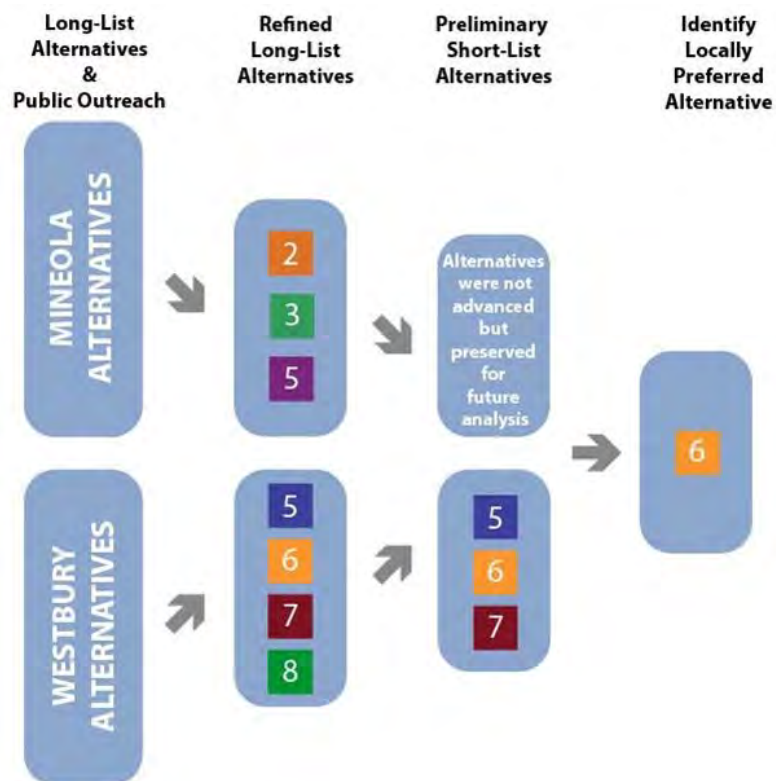 Long-List
Alternatives
&
Public Outreach
Refined
Long-List
Alternatives
Preliminary
Short-List
Alternatives
Identify
Locally
Preferred
Alternative
MINEOLA
ALTERNATIVES
2
3
5
Alternatives
were not
advanced
but
preserved
for
future
analysis
WESTBURY
ALTERNATIVES
5
6
7
8
5
6
7
6